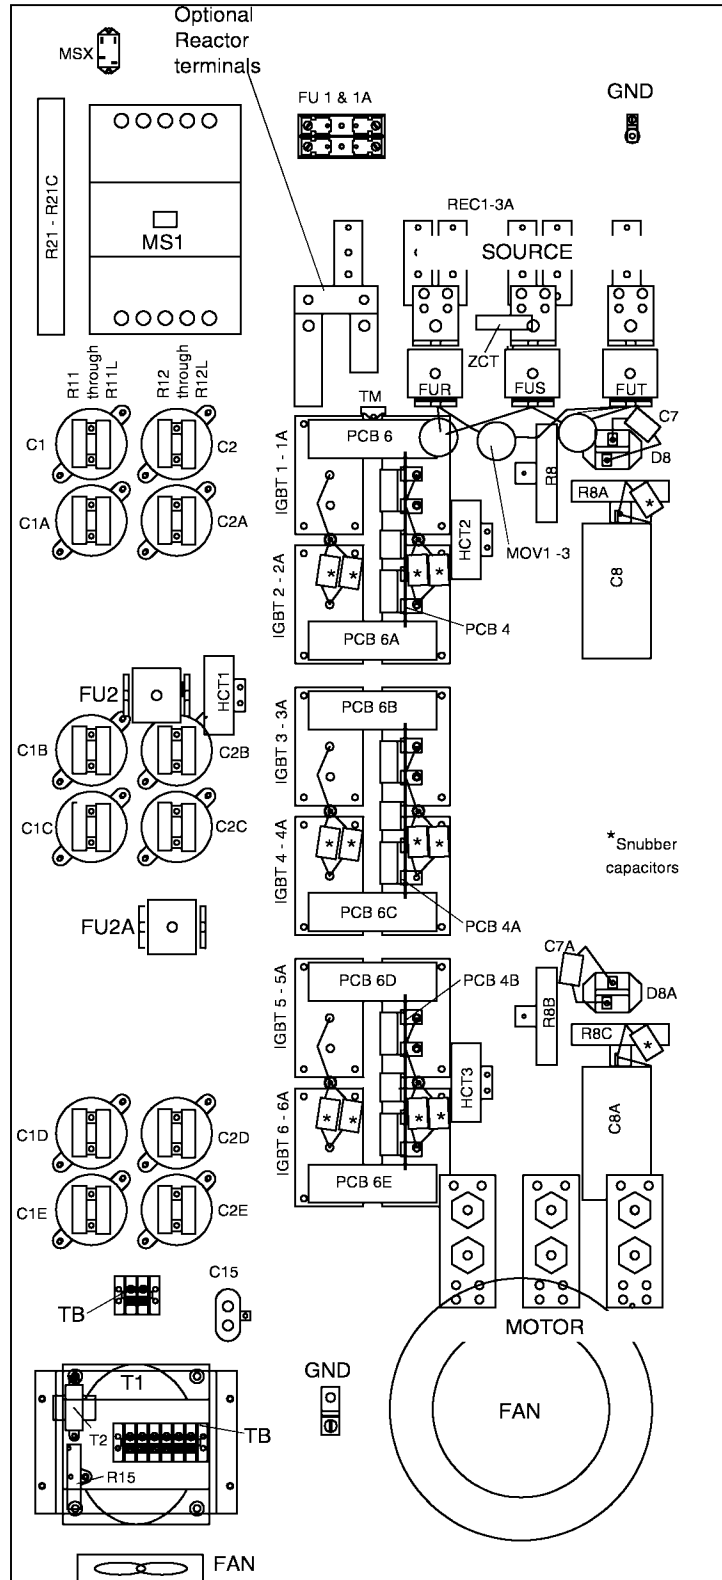 Optional
Reactor
terminals
MSX
FU 1 & 1A
GND
R21 - R21C
MS1
REC1-3A
SOURCE
ZCT
R11
through
R11L
R12
through
R12L
FUR
FUS
FUT
TM
C7
C1
C2
PCB 6
D8
IGBT 1 - 1A
R8
R8A
*
C1A
C2A
HCT2
MOV1 -3
C8
IGBT 2 - 2A
* * * *
PCB 4
PCB 6A
FU2
HCT1
PCB 6B
IGBT 3 - 3A
C1B
C2B
C1C
C2C
IGBT 4 - 4A
* * * *
*Snubber
capacitors
PCB 6C
PCB 4A
FU2A
C7A
PCB 6D
PCB 4B
D8A
IGBT 5 - 5A
R8B
R8C
*
HCT3
C8A
IGBT 6 - 6A
* * * *
C1D
C2D
PCB 6E
C1E
C2E
C15
TB
MOTOR
GND
T1
FAN
T2
TB
R15
FAN